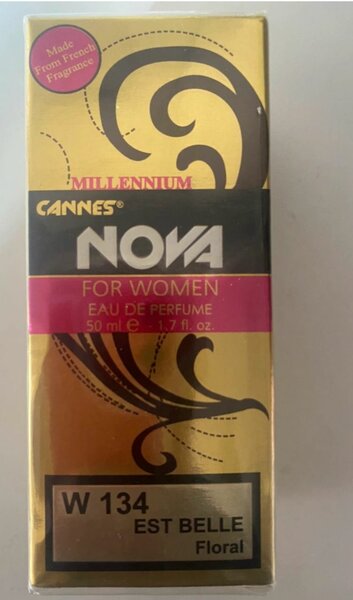 Made
From French
Fragrance
MILLENNIUM
CANNES®
NOVA
FOR WOMEN
EAU DE PERFUME
50 ml e - 1.7 fl. oz.
W 134
EST BELLE
Floral